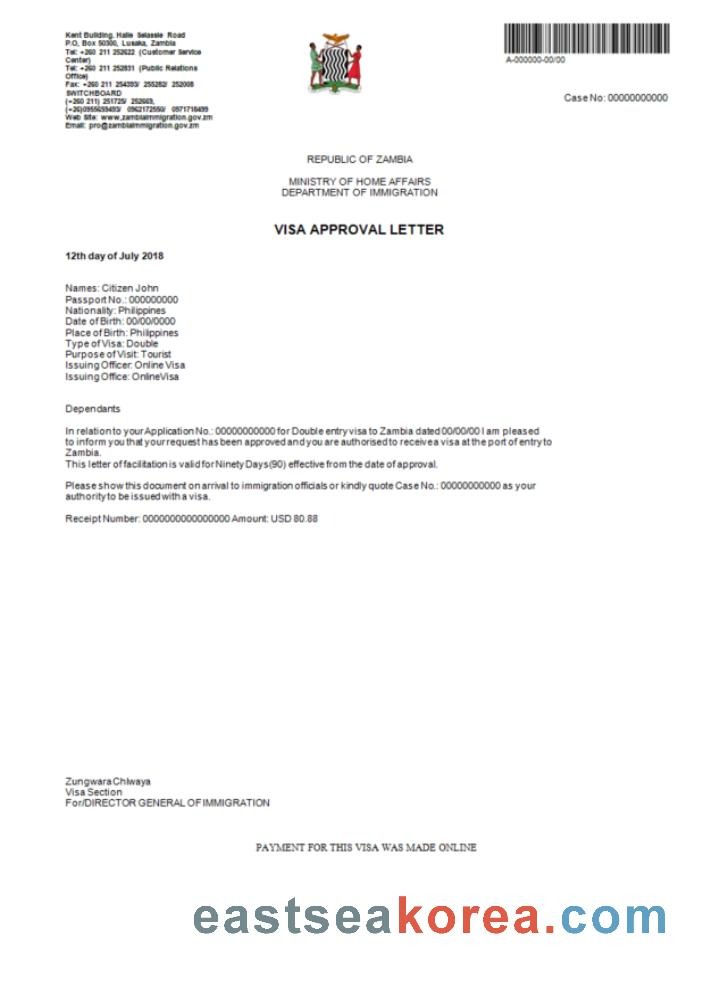 Kent Building, Haile Selassie Road
P.O, Box 50300, Lusaka, Zambia
Tel: +260 211 252622 (Customer Service
Center)
Tel: +260 211 252831 (Public Relations
Office)
Fax: +260 211 254393/ 255262/ 252008
SWITCHBOARD
(+260 211) 251725/ 252669,
(+26)0955659493/ 0962172550/ 0971718499
Web Site: www.zambiaimmigration.gov.zm
Email: pro@zambiaimmigration.gov.zm
A-000000-00/00
Case No: 00000000000
REPUBLIC OF ZAMBIA
MINISTRY OF HOME AFFAIRS
DEPARTMENT OF IMMIGRATION
VISA APPROVAL LETTER
12th day of July 2018
Names: Citizen John
Passport No.: 000000000
Nationality: Philippines
Date of Birth: 00/00/0000
Place of Birth: Philippines
Type of Visa: Double
Purpose of Visit: Tourist
Issuing Officer: Online Visa
Issuing Office: OnlineVisa
Dependants
In relation to your Application No.: 00000000000 for Double entry visa to Zambia dated 00/00/00 I am pleased
to inform you that your request has been approved and you are authorised to receive a visa at the port of entry to
Zambia.
This letter of facilitation is valid for Ninety Days(90) effective from the date of approval.
Please show this document on arrival to immigration officials or kindly quote Case No.: 00000000000 as your
authority to be issued with a visa.
Receipt Number: 0000000000000000 Amount: USD 80.88
Zungwara Chiwaya
Visa Section
For/DIRECTOR GENERAL OF IMMIGRATION
PAYMENT FOR THIS VISA WAS MADE ONLINE
eastseakorea.com